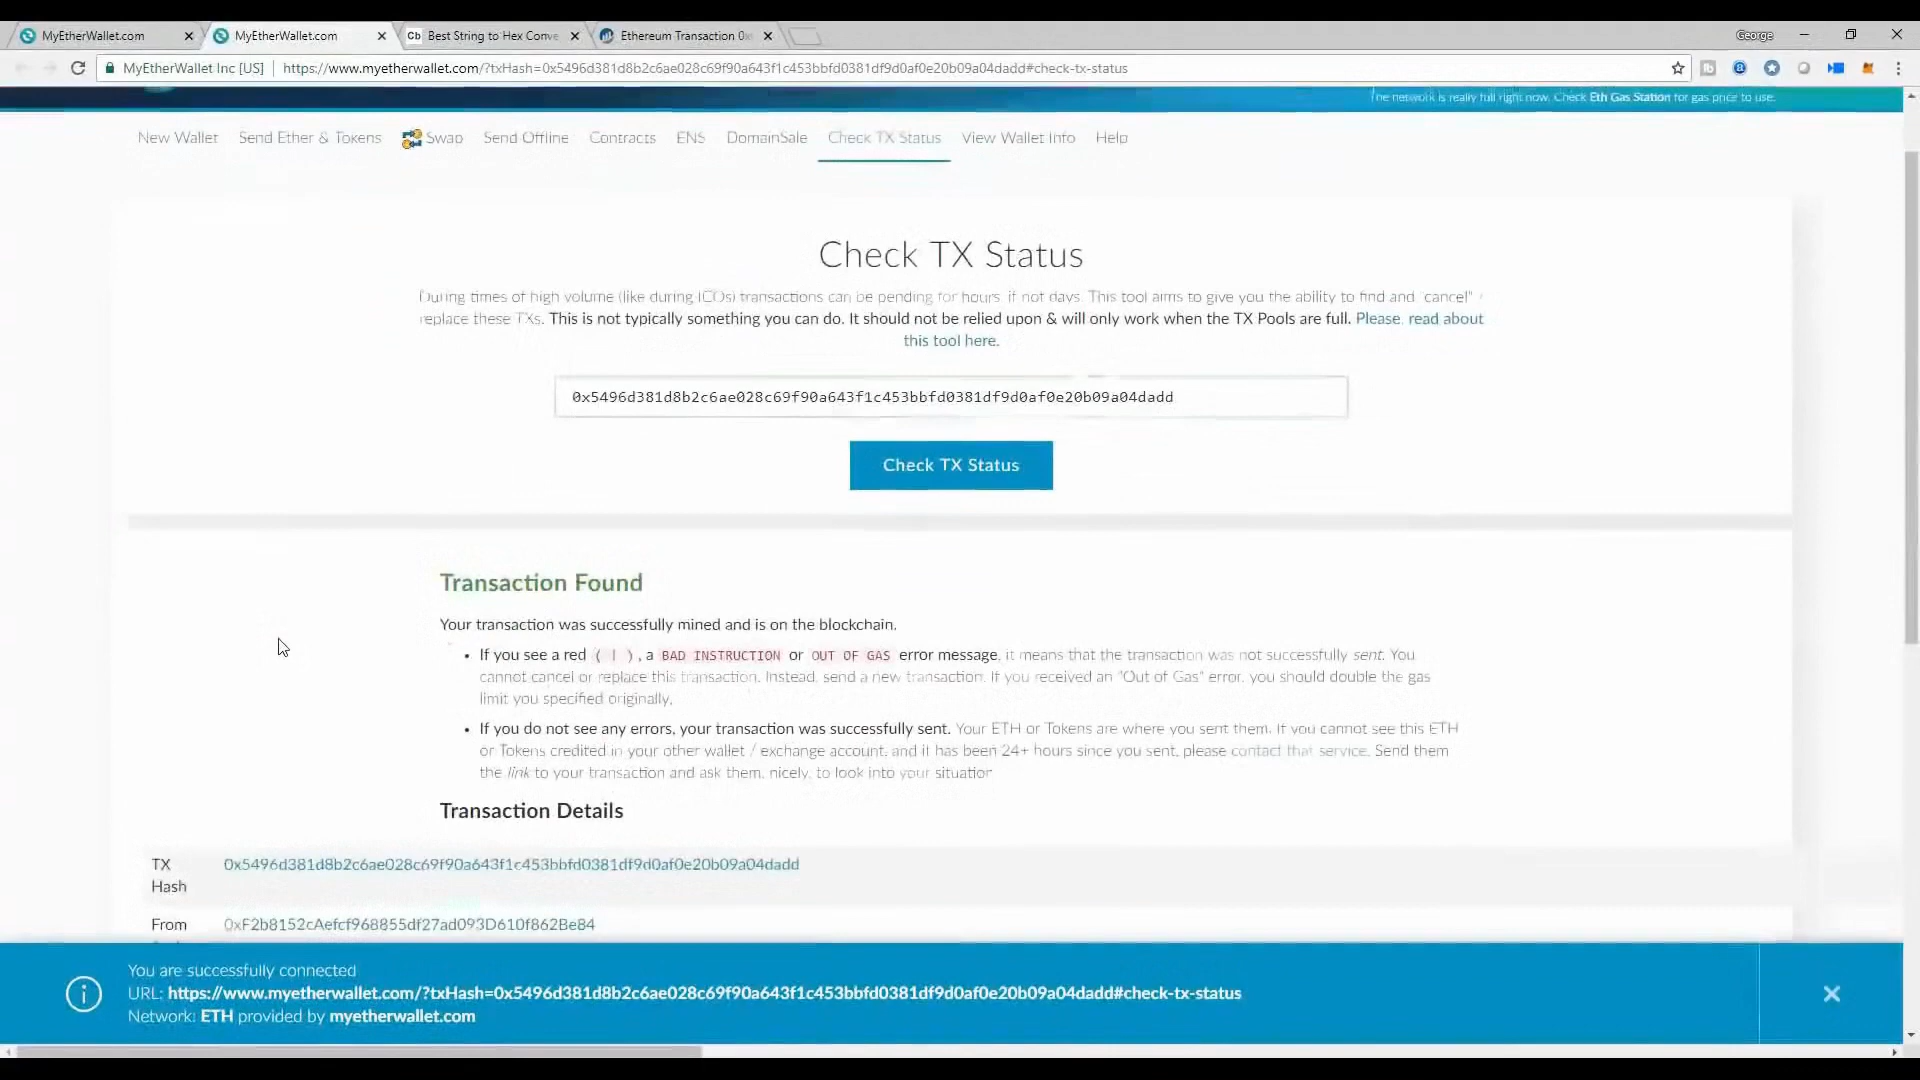 MyEtherWallet.com
MyEtherWallet.com
Cb Best String to Hex Conve
Ethereum Transaction 0x
George
MyEtherWallet Inc [US]
https://www.myetherwallet.com/?txHash=0x5496d381d8b2c6ae028c69f90a643f1c453bbfd0381df9d0af0e20b09a04dadd#check-tx-status
The network is really full right now. Check Eth Gas Station for gas price to use.
New Wallet Send Ether & Tokens Swap Send Offline Contracts ENS DomainSale Check TX Status View Wallet Info Help
Check TX Status
During times of high volume (like during ICOs) transactions can be pending for hours, if not days. This tool aims to give you the ability to find and "cancel" /
replace these TXs. This is not typically something you can do. It should not be relied upon & will only work when the TX Pools are full. Please, read about
this tool here.
0x5496d381d8b2c6ae028c69f90a643f1c453bbfd0381df9d0af0e20b09a04dadd
Check TX Status
Transaction Found
Your transaction was successfully mined and is on the blockchain.
• If you see a red ( ! ), a BAD INSTRUCTION or OUT OF GAS error message, it means that the transaction was not successfully sent. You
cannot cancel or replace this transaction. Instead, send a new transaction. If you received an "Out of Gas" error, you should double the gas
limit you specified originally.
• If you do not see any errors, your transaction was successfully sent. Your ETH or Tokens are where you sent them. If you cannot see this ETH
or Tokens credited in your other wallet / exchange account, and it has been 24+ hours since you sent, please contact that service. Send them
the link to your transaction and ask them, nicely, to look into your situation
Transaction Details
TX
Hash
0x5496d381d8b2c6ae028c69f90a643f1c453bbfd0381df9d0af0e20b09a04dadd
From
0xF2b8152cAefcf968855df27ad093D610f862Be84
You are successfully connected
URL: https://www.myetherwallet.com/?txHash=0x5496d381d8b2c6ae028c69f90a643f1c453bbfd0381df9d0af0e20b09a04dadd#check-tx-status
Network: ETH provided by myetherwallet.com